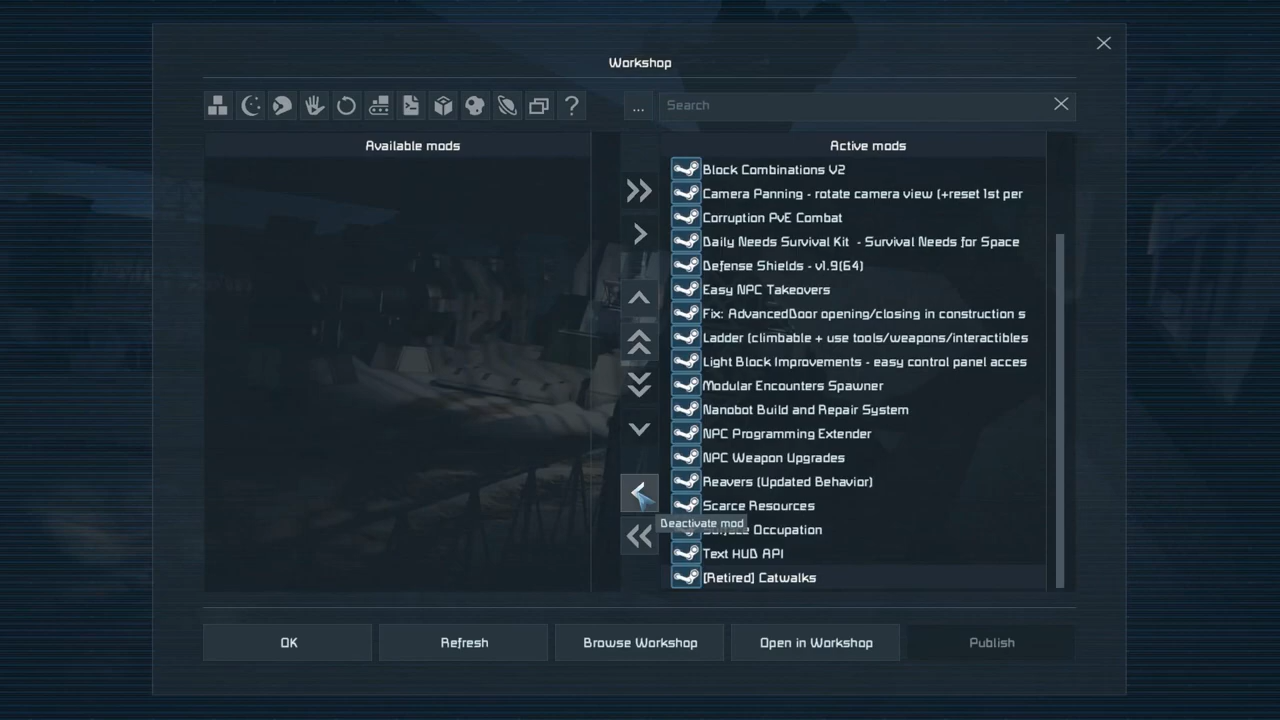 Workshop
...
Search
Available mods
Active mods
Block Combinations V2
Camera Panning - rotate camera view (+reset 1st per
Corruption PvE Combat
Daily Needs Survival Kit - Survival Needs for Space
Defense Shields - v1.9(64)
Easy NPC Takeovers
Fix: AdvancedDoor opening/closing in construction s
Ladder (climbable + use tools/weapons/interactibles
Light Block Improvements - easy control panel acces
Modular Encounters Spawner
Nanobot Build and Repair System
NPC Programming Extender
NPC Weapon Upgrades
Reavers (Updated Behavior)
Scarce Resources
Deactivate mod
Occupation
Text HUD API
[Retired] Catwalks
OK
Refresh
Browse Workshop
Open in Workshop
Publish